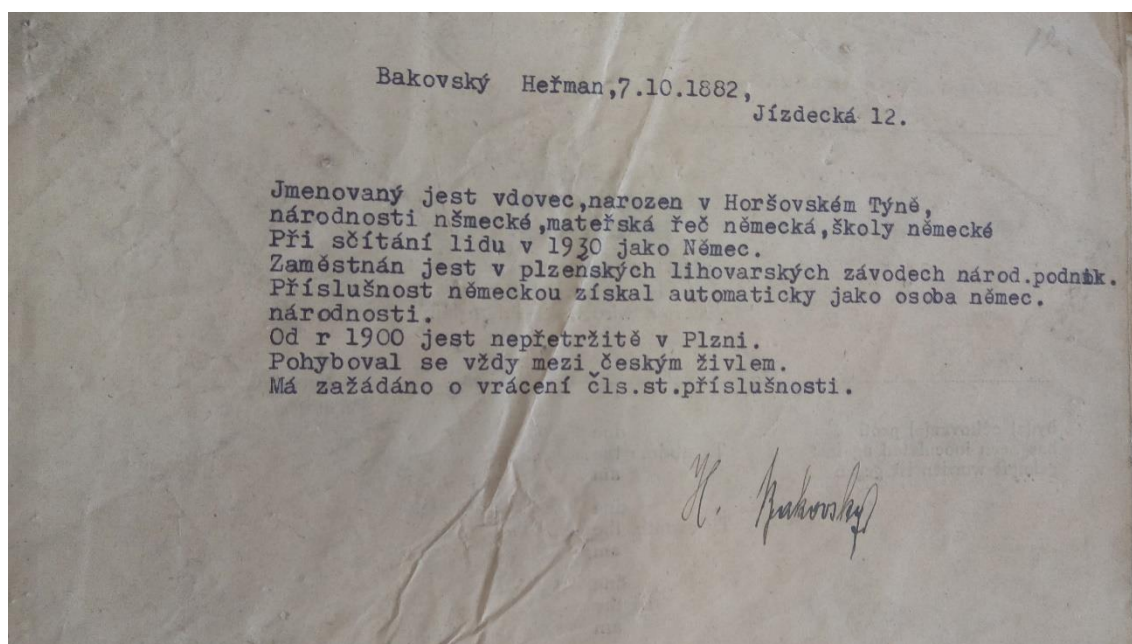 Bakovský Heřman,7.10.1882,
Jízdecká 12.
Jmenovaný jest vdovec,narozen v Horšovském Týně,
národnosti nšmecké,mateřská řeč německá,školy německé
Při sčítání lidu v 1930 jako Němec.
Zaměstnán jest v plzeňských lihovarských závodech národ.podnik.
Příslušnost německou získal automaticky jako osoba němec.
národnosti.
Od r 1900 jest nepřetržitě v Plzni.
Pohyboval se vždy mezi českým živlem.
Má zažádáno o vrácení čls.st.příslušnosti.
H. Bakovský